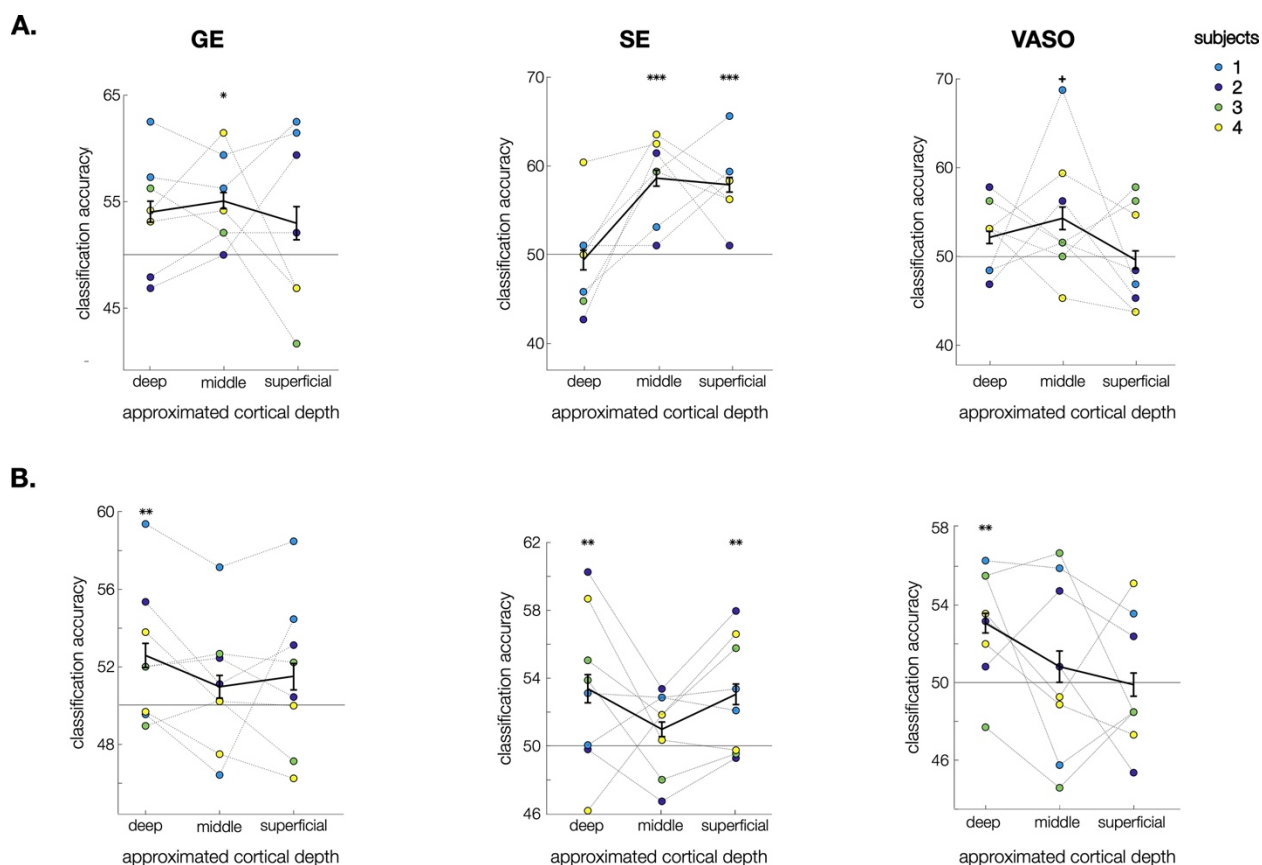 A.
GE
SE
VASO
subjects
1
2
3
4
classification accuracy
65
55
45
*
deep
middle
superficial
approximated cortical depth
classification accuracy
70
60
50
40
***
***
deep
middle
superficial
approximated cortical depth
classification accuracy
70
60
50
40
+
deep
middle
superficial
approximated cortical depth
B.
classification accuracy
60
56
52
48
**
deep
middle
superficial
approximated cortical depth
classification accuracy
62
58
54
50
46
**
**
deep
middle
superficial
approximated cortical depth
classification accuracy
58
54
50
46
**
deep
middle
superficial
approximated cortical depth